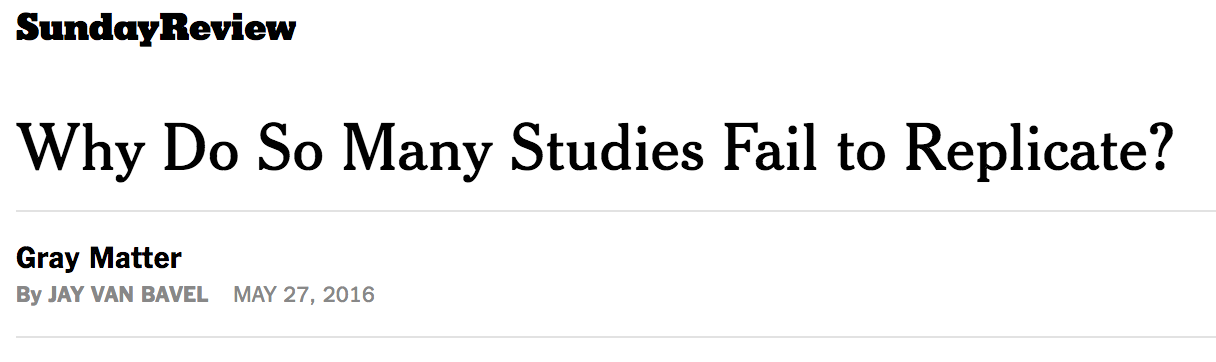 SundayReview
Why Do So Many Studies Fail to Replicate?
Gray Matter
By JAY VAN BAVEL MAY 27, 2016